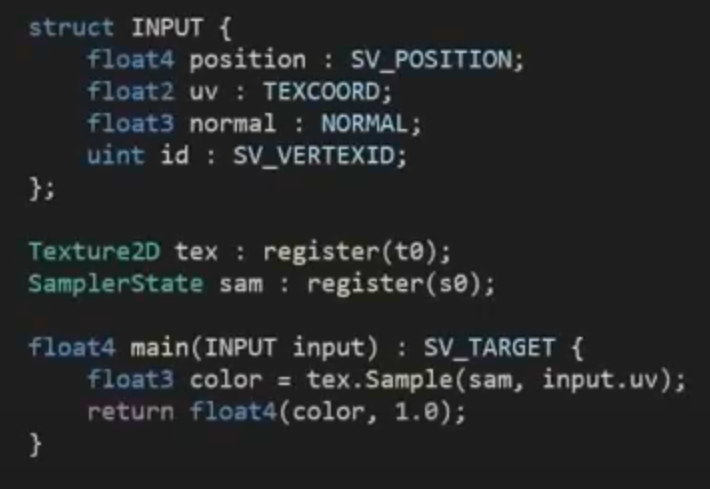 struct INPUT {
    float4 position : SV_POSITION;
    float2 uv : TEXCOORD;
    float3 normal : NORMAL;
    uint id : SV_VERTEXID;
};

Texture2D tex : register(t0);
SamplerState sam : register(s0);

float4 main(INPUT input) : SV_TARGET {
    float3 color = tex.Sample(sam, input.uv);
    return float4(color, 1.0);
}